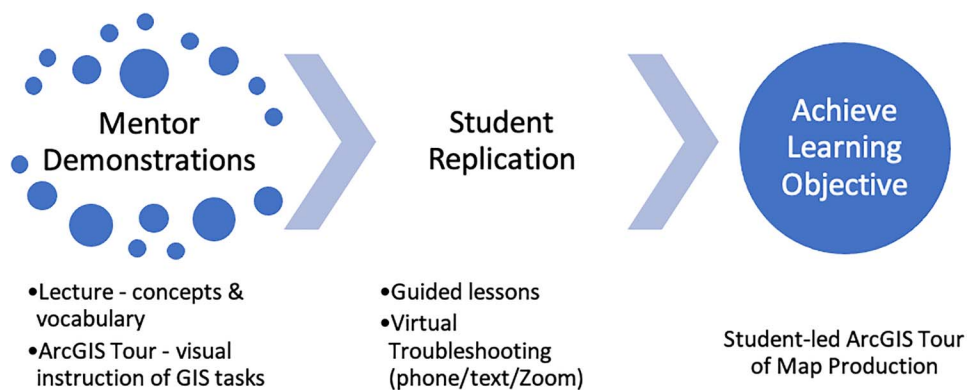 Mentor
Demonstrations
Student
Replication
Achieve
Learning
Objective
•Lecture - concepts &
vocabulary
•ArcGIS Tour - visual
instruction of GIS tasks
•Guided lessons
•Virtual
Troubleshooting
(phone/text/Zoom)
Student-led ArcGIS Tour
of Map Production